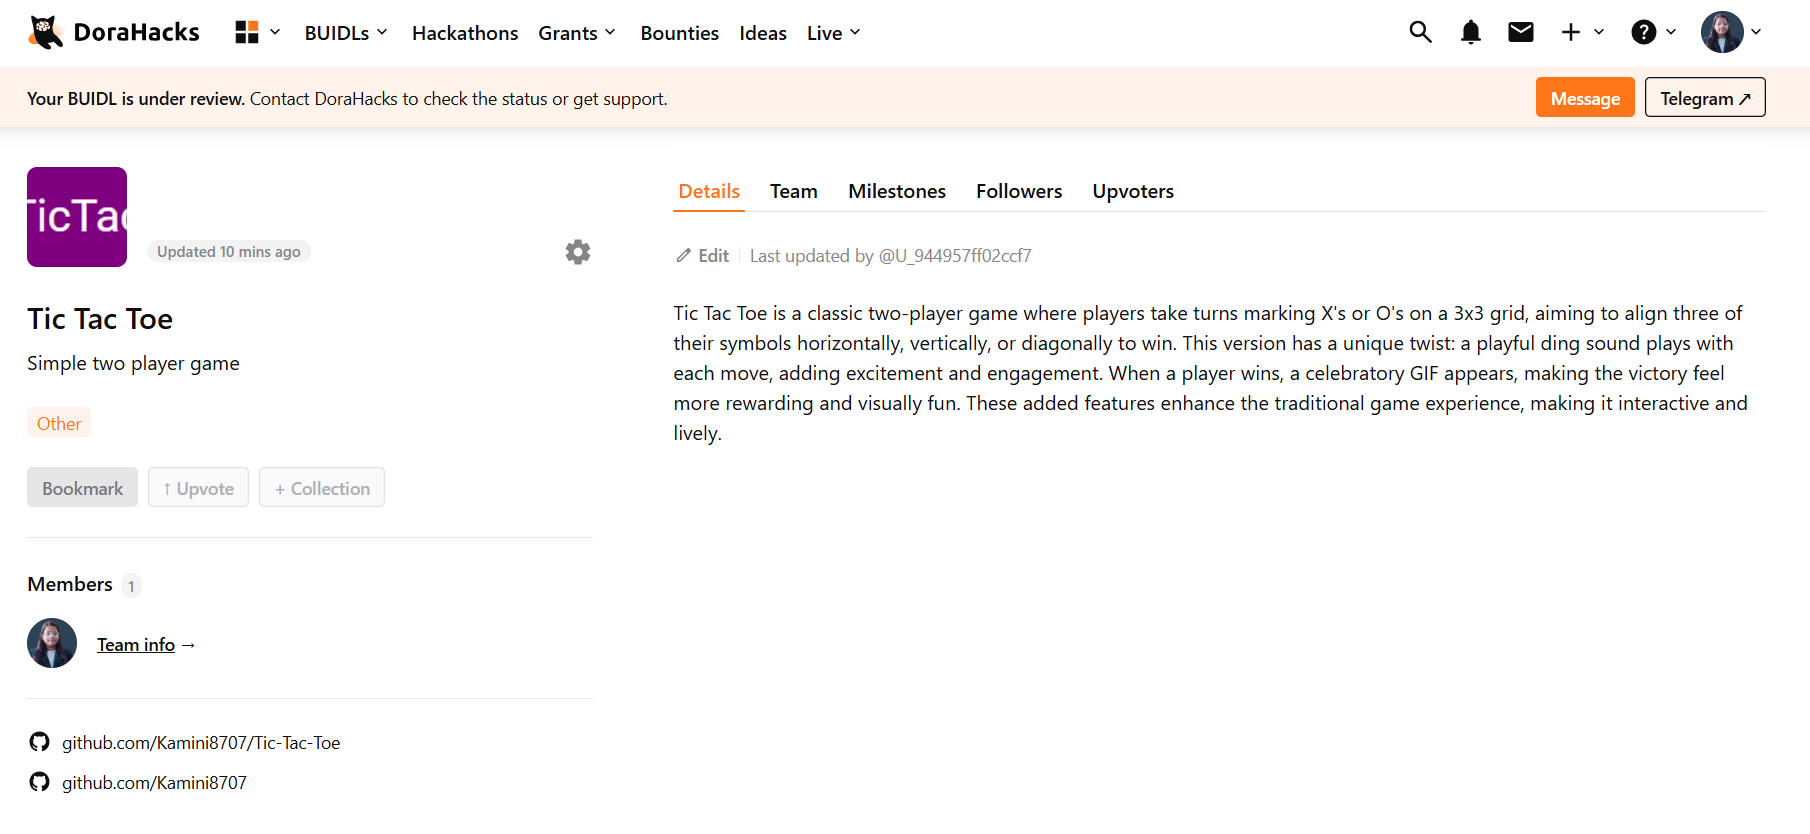 DoraHacks
BUIDLs
Hackathons
Grants
Bounties
Ideas
Live
Your BUIDL is under review. Contact DoraHacks to check the status or get support.
Message
Telegram ↗
TicTac
Updated 10 mins ago
Tic Tac Toe
Simple two player game
Other
Bookmark
↑ Upvote
+ Collection
Members 1
Team info →
github.com/Kamini8707/Tic-Tac-Toe
github.com/Kamini8707
Details
Team
Milestones
Followers
Upvoters
Edit
Last updated by @U_944957ff02ccf7
Tic Tac Toe is a classic two-player game where players take turns marking X's or O's on a 3x3 grid, aiming to align three of
their symbols horizontally, vertically, or diagonally to win. This version has a unique twist: a playful ding sound plays with
each move, adding excitement and engagement. When a player wins, a celebratory GIF appears, making the victory feel
more rewarding and visually fun. These added features enhance the traditional game experience, making it interactive and
lively.